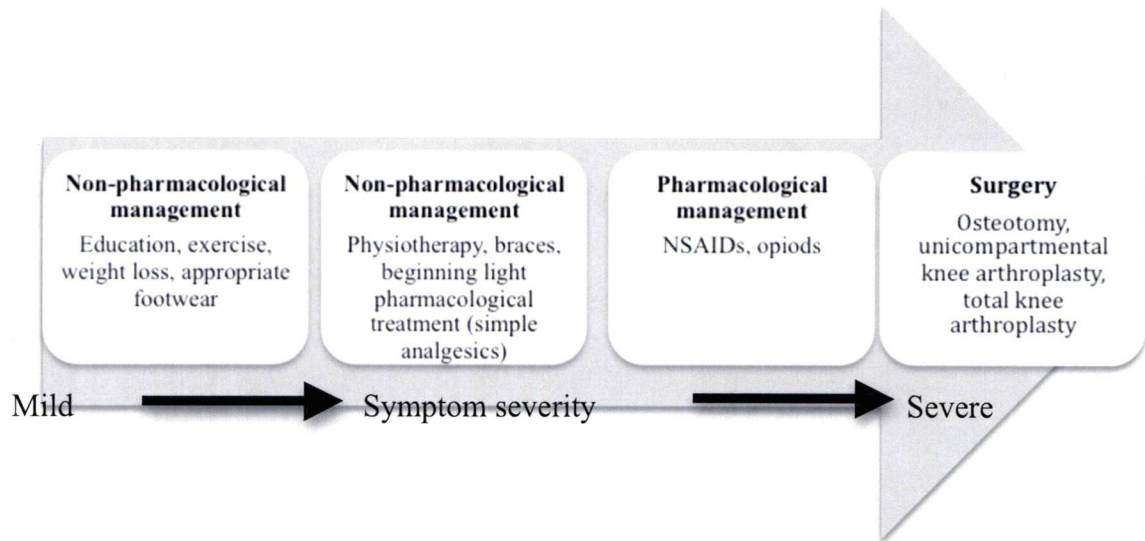 Non-pharmacological
management
Education, exercise,
weight loss, appropriate
footwear
Non-pharmacological
management
Physiotherapy, braces,
beginning light
pharmacological
treatment (simple
analgesics)
Pharmacological
management
NSAIDs, opiods
Surgery
Osteotomy,
unicompartmental
knee arthroplasty,
total knee
arthroplasty
Mild
Symptom severity
Severe